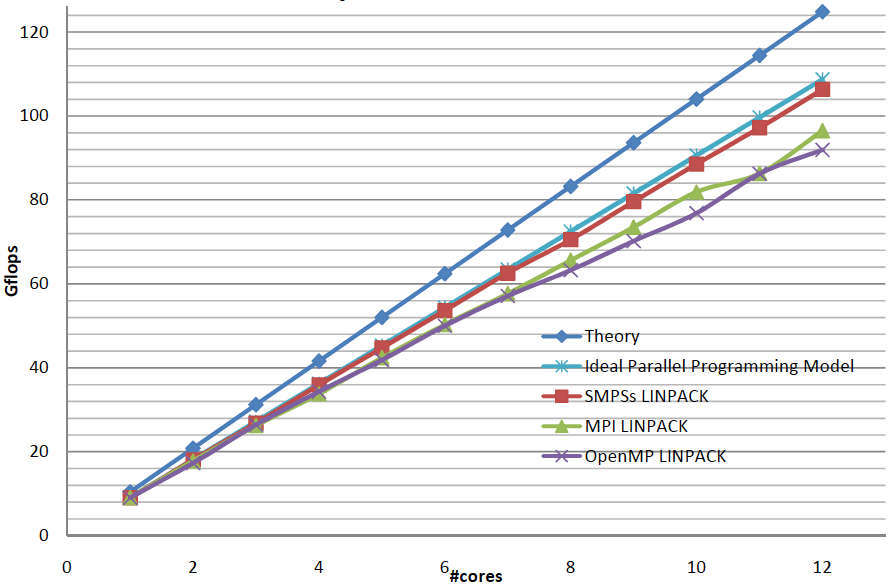 120
100
80
60
40
20
0
Gflops
Theory
Ideal Parallel Programming Model
SMPSs LINPACK
MPI LINPACK
OpenMP LINPACK
0 2 4 6 8 10 12
#cores